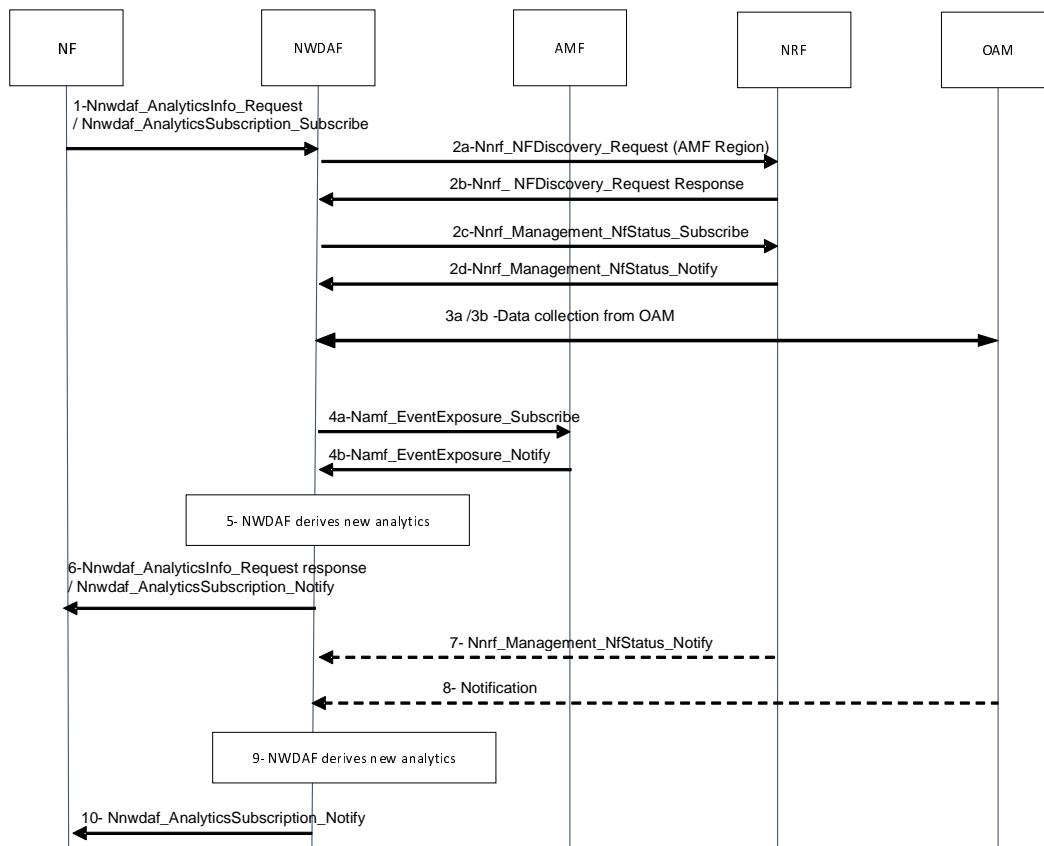 NF
NWDAF
AMF
NRF
OAM
1-Nnwdaf_AnalyticsInfo_Request
/ Nnwdaf_AnalyticsSubscription_Subscribe
2a-Nnrf_NFDiscovery_Request (AMF Region)
2b-Nnrf_ NFDiscovery_Request Response
2c-Nnrf_Management_NfStatus_Subscribe
2d-Nnrf_Management_NfStatus_Notify
3a /3b -Data collection from OAM
4a-Namf_EventExposure_Subscribe
4b-Namf_EventExposure_Notify
5- NWDAF derives new analytics
6-Nnwdaf_AnalyticsInfo_Request response
/ Nnwdaf_AnalyticsSubscription_Notify
7- Nnrf_Management_NfStatus_Notify
8- Notification
9- NWDAF derives new analytics
10- Nnwdaf_AnalyticsSubscription_Notify